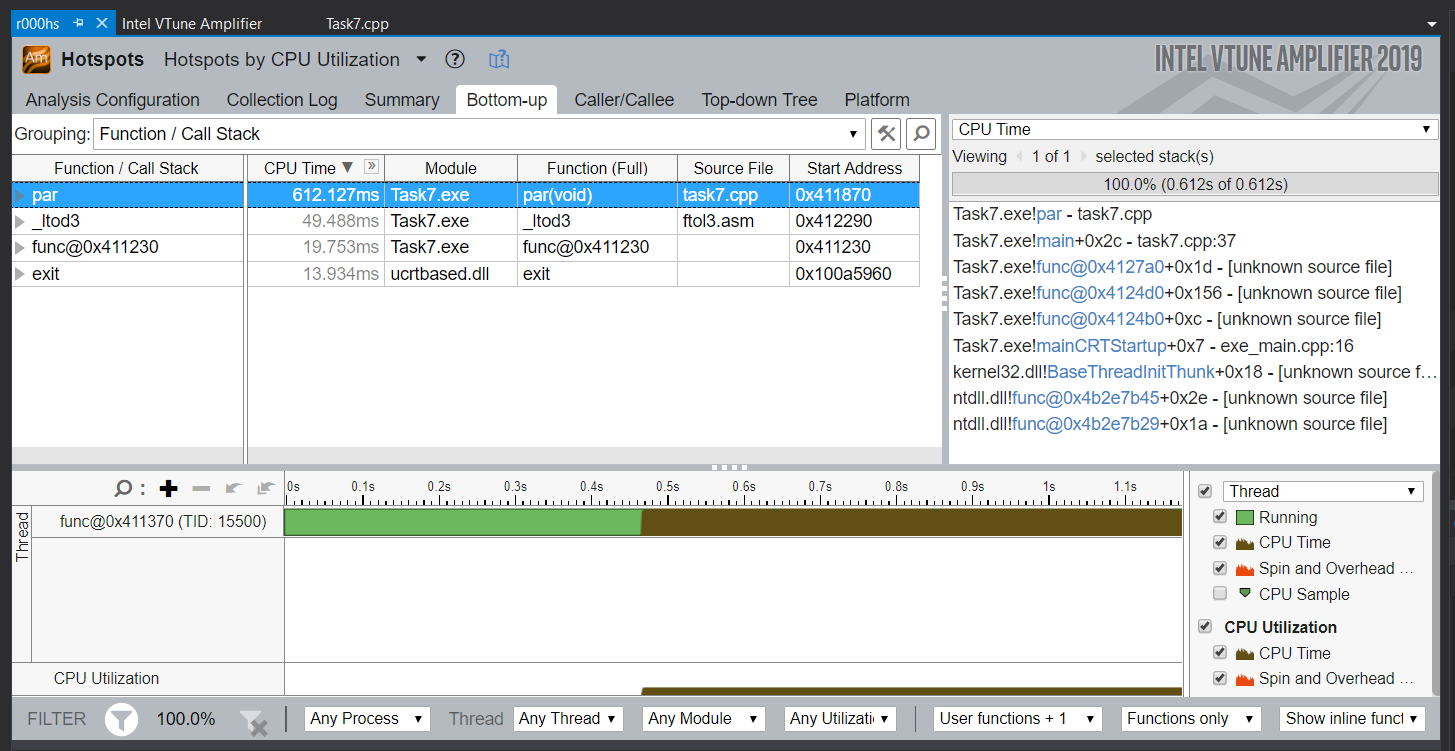 r000hs Intel VTune Amplifier Task7.cpp
Am Hotspots Hotspots by CPU Utilization ? INTEL VTUNE AMPLIFIER 2019
Analysis Configuration Collection Log Summary Bottom-up Caller/Callee Top-down Tree Platform
Grouping: Function / Call Stack
Function / Call Stack CPU Time ▼ » Module Function (Full) Source File Start Address
par 612.127ms Task7.exe par(void) task7.cpp 0x411870
_ltod3 49.488ms Task7.exe _ltod3 ftol3.asm 0x412290
func@0x411230 19.753ms Task7.exe func@0x411230 0x411230
exit 13.934ms ucrtbased.dll exit 0x100a5960
CPU Time
Viewing 1 of 1 selected stack(s)
100.0% (0.612s of 0.612s)
Task7.exe!par - task7.cpp
Task7.exe!main+0x2c - task7.cpp:37
Task7.exe!func@0x4127a0+0x1d - [unknown source file]
Task7.exe!func@0x4124d0+0x156 - [unknown source file]
Task7.exe!func@0x4124b0+0xc - [unknown source file]
Task7.exe!mainCRTStartup+0x7 - exe_main.cpp:16
kernel32.dll!BaseThreadInitThunk+0x18 - [unknown source f…
ntdll.dll!func@0x4b2e7b45+0x2e - [unknown source file]
ntdll.dll!func@0x4b2e7b29+0x1a - [unknown source file]
0s 0.1s 0.2s 0.3s 0.4s 0.5s 0.6s 0.7s 0.8s 0.9s 1s 1.1s
Thread
func@0x411370 (TID: 15500)
CPU Utilization
Thread
Running
CPU Time
Spin and Overhead …
CPU Sample
CPU Utilization
CPU Time
Spin and Overhead …
FILTER 100.0% Any Process Thread Any Thread Any Module Any Utilizati User functions + 1 Functions only Show inline funct